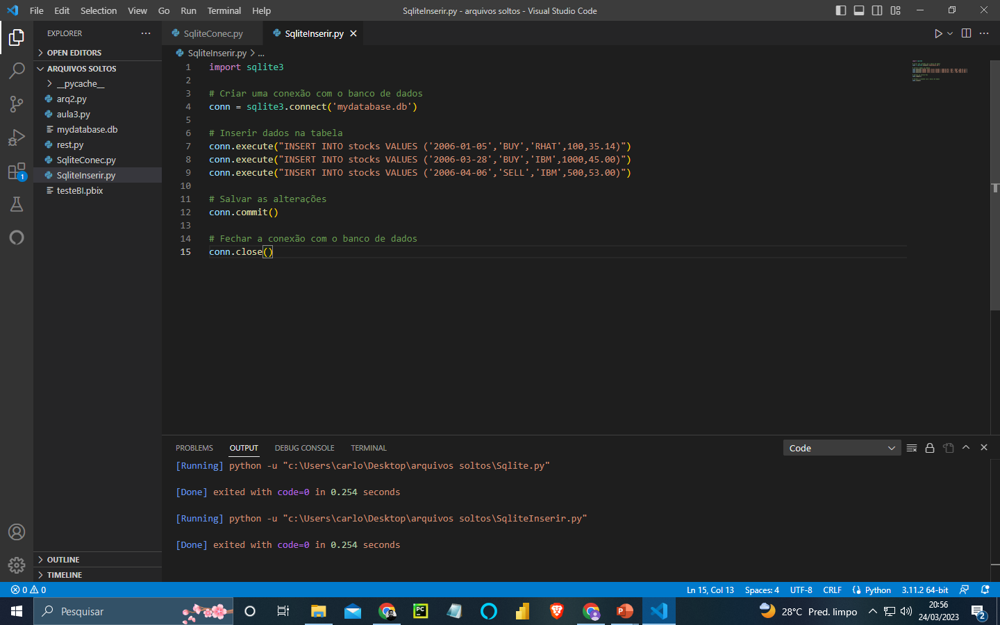 File Edit Selection View Go Run Terminal Help
SqliteInserir.py - arquivos soltos - Visual Studio Code
EXPLORER
OPEN EDITORS
ARQUIVOS SOLTOS
__pycache__
arq2.py
aula3.py
mydatabase.db
rest.py
SqliteConec.py
SqliteInserir.py
testeBI.pbix
OUTLINE
TIMELINE
1
SqliteConec.py SqliteInserir.py
SqliteInserir.py > ...
1 import sqlite3
2
3 # Criar uma conexão com o banco de dados
4 conn = sqlite3.connect('mydatabase.db')
5
6 # Inserir dados na tabela
7 conn.execute("INSERT INTO stocks VALUES ('2006-01-05','BUY','RHAT',100,35.14)")
8 conn.execute("INSERT INTO stocks VALUES ('2006-03-28','BUY','IBM',1000,45.00)")
9 conn.execute("INSERT INTO stocks VALUES ('2006-04-06','SELL','IBM',500,53.00)")
10
11 # Salvar as alterações
12 conn.commit()
13
14 # Fechar a conexão com o banco de dados
15 conn.close()
PROBLEMS OUTPUT DEBUG CONSOLE TERMINAL
Code
[Running] python -u "c:\Users\carlo\Desktop\arquivos soltos\Sqlite.py"
[Done] exited with code=0 in 0.254 seconds
[Running] python -u "c:\Users\carlo\Desktop\arquivos soltos\SqliteInserir.py"
[Done] exited with code=0 in 0.254 seconds
0 0
Ln 15, Col 13 Spaces: 4 UTF-8 CRLF Python 3.11.2 64-bit
Pesquisar
PC
28°C Pred. limpo
20:56
24/03/2023
2